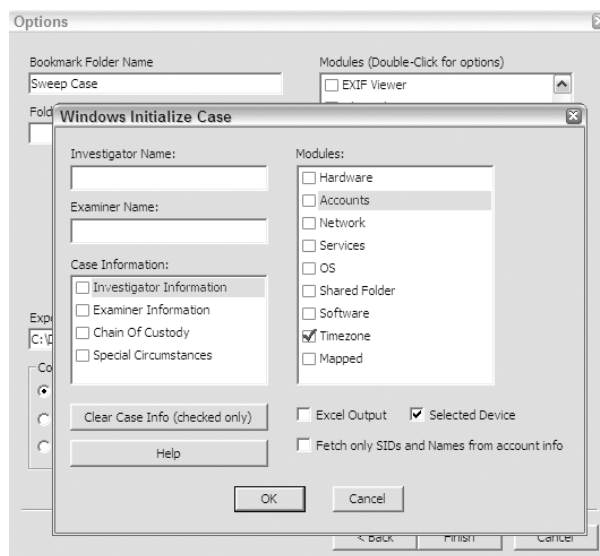 Options
Bookmark Folder Name
Modules (Double-Click for options)
Sweep Case
EXIF Viewer
Windows Initialize Case
Investigator Name:
Examiner Name:
Case Information:
Investigator Information
Examiner Information
Chain Of Custody
Special Circumstances
Clear Case Info (checked only)
Help
Modules:
Hardware
Accounts
Network
Services
OS
Shared Folder
Software
Timezone
Mapped
Excel Output
Selected Device
Fetch only SIDs and Names from account info
OK
Cancel
< Back
Finish
Cancel